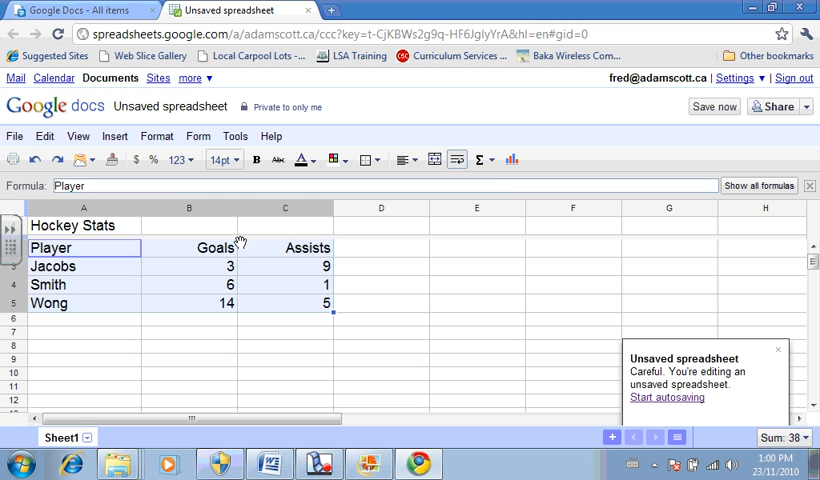 Google Docs - All items
Unsaved spreadsheet
spreadsheets.google.com/a/adamscott.ca/ccc?key=t-CjKBWs2g9q-HF6JglyYrA&hl=en#gid=0
Suggested Sites Web Slice Gallery Local Carpool Lots -... LSA Training Curriculum Services ... Baka Wireless Com... Other bookmarks
Mail Calendar Documents Sites more ▼ fred@adamscott.ca | Settings ▼ | Sign out
Google docs Unsaved spreadsheet Private to only me Save now Share
File Edit View Insert Format Form Tools Help
$ % 123 14pt B Abc A Σ
Formula: Player Show all formulas
A B C D E F G H
Hockey Stats
Player Goals Assists
3 Jacobs 3 9
4 Smith 6 1
5 Wong 14 5
6
7
8
9
10
11
12
Unsaved spreadsheet
Careful. You're editing an
unsaved spreadsheet.
Start autosaving
Sheet1 Sum: 38
1:00 PM
23/11/2010